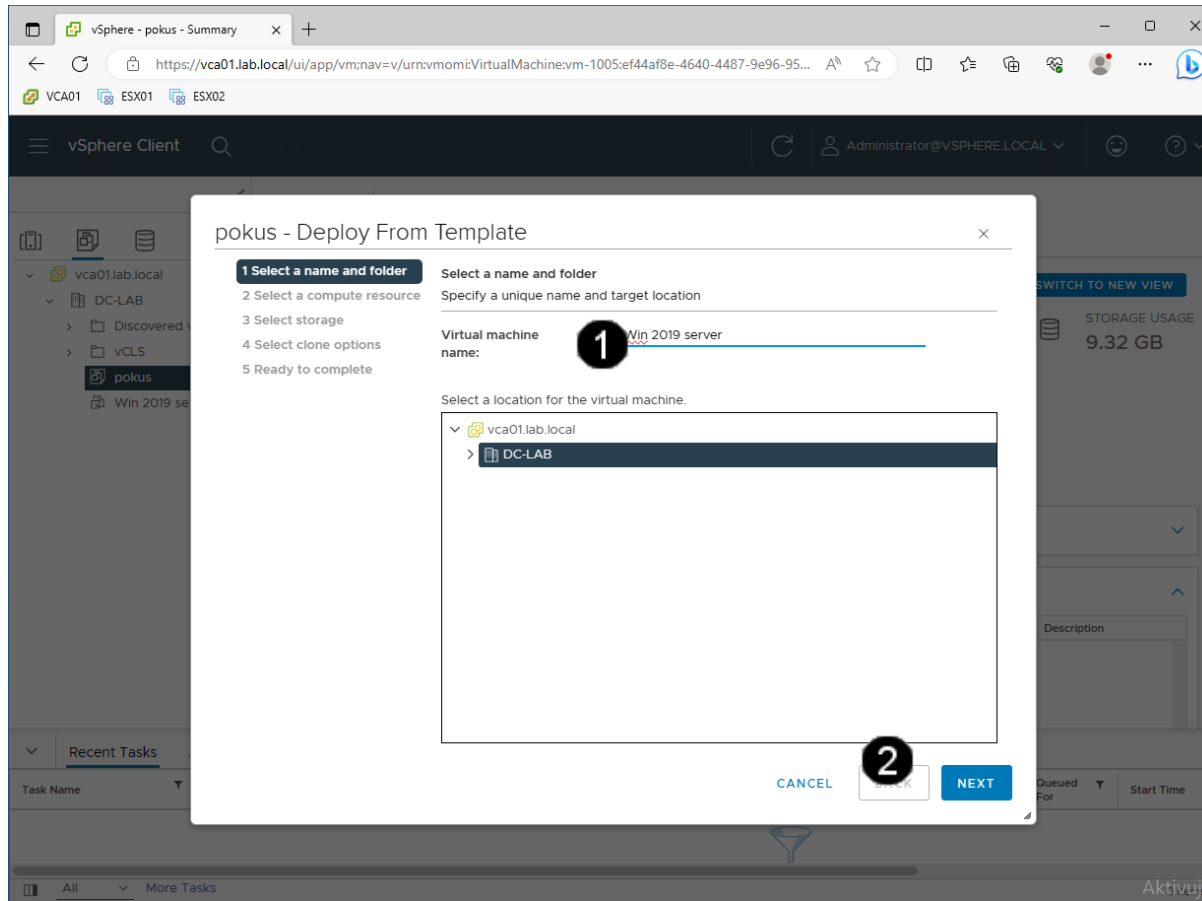 vSphere - pokus - Summary
https://vca01.lab.local/ui/app/vm;nav=v/urn:vmomi:VirtualMachine:vm-1005:ef44af8e-4640-4487-9e96-95...
VCA01 ESX01 ESX02
vSphere Client
Administrator@VSPHERE.LOCAL
pokus - Deploy From Template
vca01.lab.local
DC-LAB
Discovered v
vCLS
pokus
Win 2019 se
1 Select a name and folder
2 Select a compute resource
3 Select storage
4 Select clone options
5 Ready to complete
Select a name and folder
Specify a unique name and target location
Virtual machine
name:
1
Win 2019 server
Select a location for the virtual machine.
vca01.lab.local
DC-LAB
2
CANCEL
NEXT
SWITCH TO NEW VIEW
STORAGE USAGE
9.32 GB
Description
Recent Tasks
Task Name
Queued
For
Start Time
All
More Tasks
Aktivuj